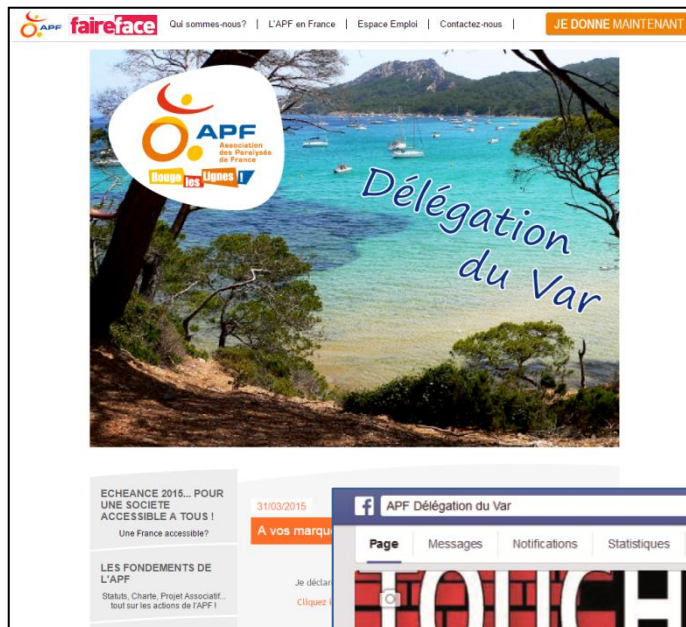 APF faireface Qui sommes-nous? | L'APF en France | Espace Emploi | Contactez-nous | JE DONNE MAINTENANT
APF
Association
des Paralysés
de France
Bouge les Lignes !
Délégation
du Var
ECHEANCE 2015... POUR
UNE SOCIETE
ACCESSIBLE A TOUS !
Une France accessible?
LES FONDEMENTS DE
L'APF
Statuts, Charte, Projet Associatif...
tout sur les actions de l'APF !
31/03/2015
A vos marqu
Je déclar
Cliquez i
f APF Délégation du Var
Page Messages Notifications Statistiques
TOUCH